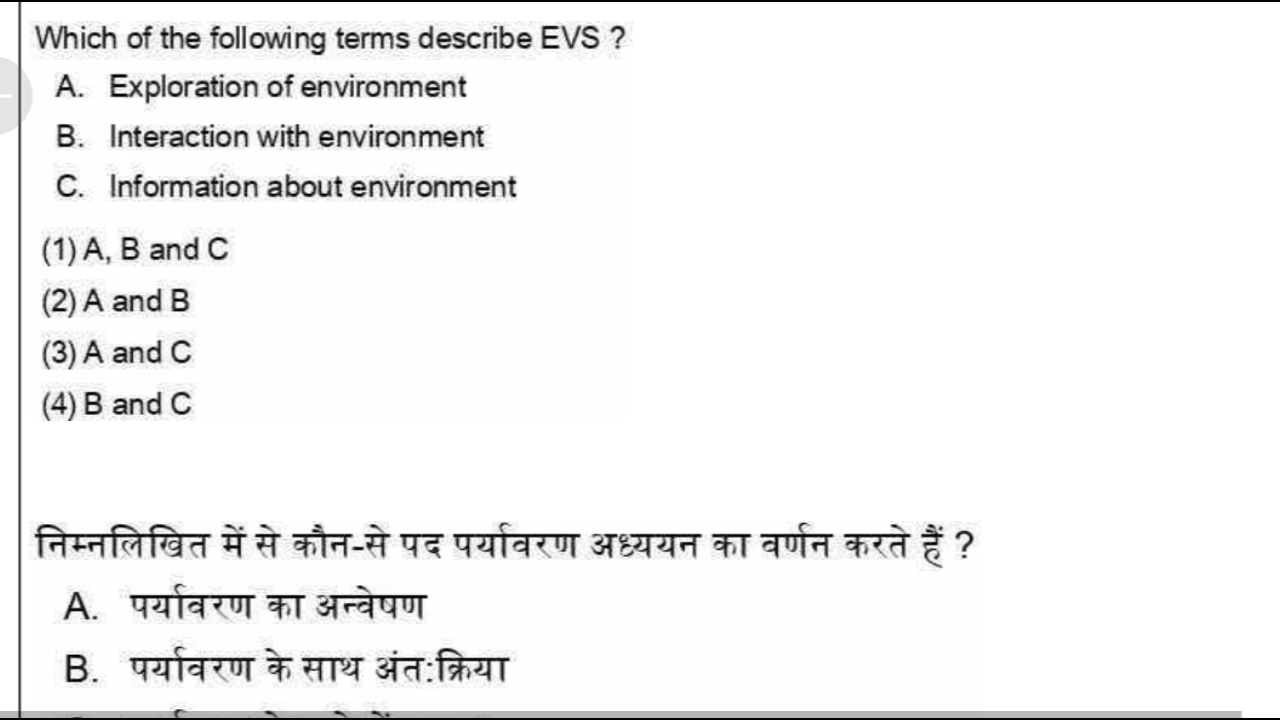 Which of the following terms describe EVS ?
A. Exploration of environment
B. Interaction with environment
C. Information about environment
(1) A, B and C
(2) A and B
(3) A and C
(4) B and C
निम्नलिखित में से कौन-से पद पर्यावरण अध्ययन का वर्णन करते हैं ?
A. पर्यावरण का अन्वेषण
B. पर्यावरण के साथ अंत:क्रिया